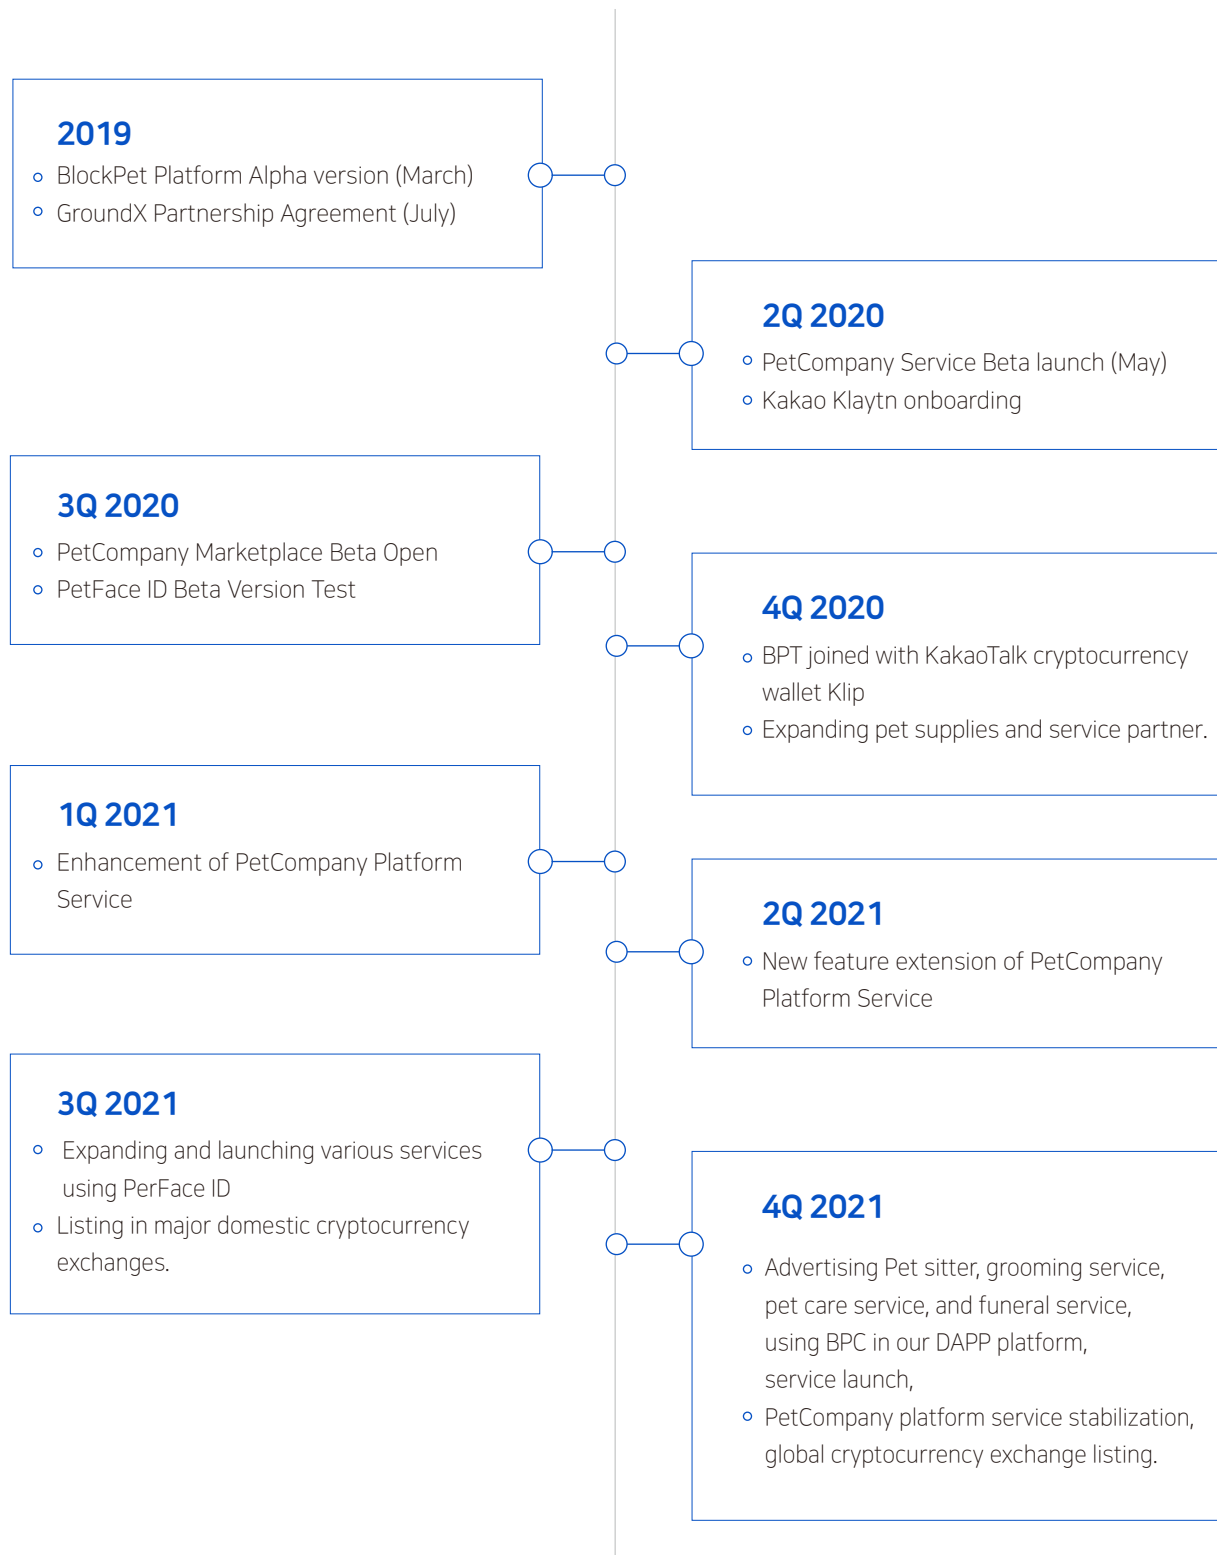 2019
BlockPet Platform Alpha version (March)
GroundX Partnership Agreement (July)
2Q 2020
PetCompany Service Beta launch (May)
Kakao Klaytn onboarding
3Q 2020
PetCompany Marketplace Beta Open
PetFace ID Beta Version Test
4Q 2020
BPT joined with KakaoTalk cryptocurrency
wallet Klip
Expanding pet supplies and service partner.
1Q 2021
Enhancement of PetCompany Platform
Service
2Q 2021
New feature extension of PetCompany
Platform Service
3Q 2021
Expanding and launching various services
using PerFace ID
Listing in major domestic cryptocurrency
exchanges.
4Q 2021
Advertising Pet sitter, grooming service,
pet care service, and funeral service,
using BPC in our DAPP platform,
service launch,
PetCompany platform service stabilization,
global cryptocurrency exchange listing.